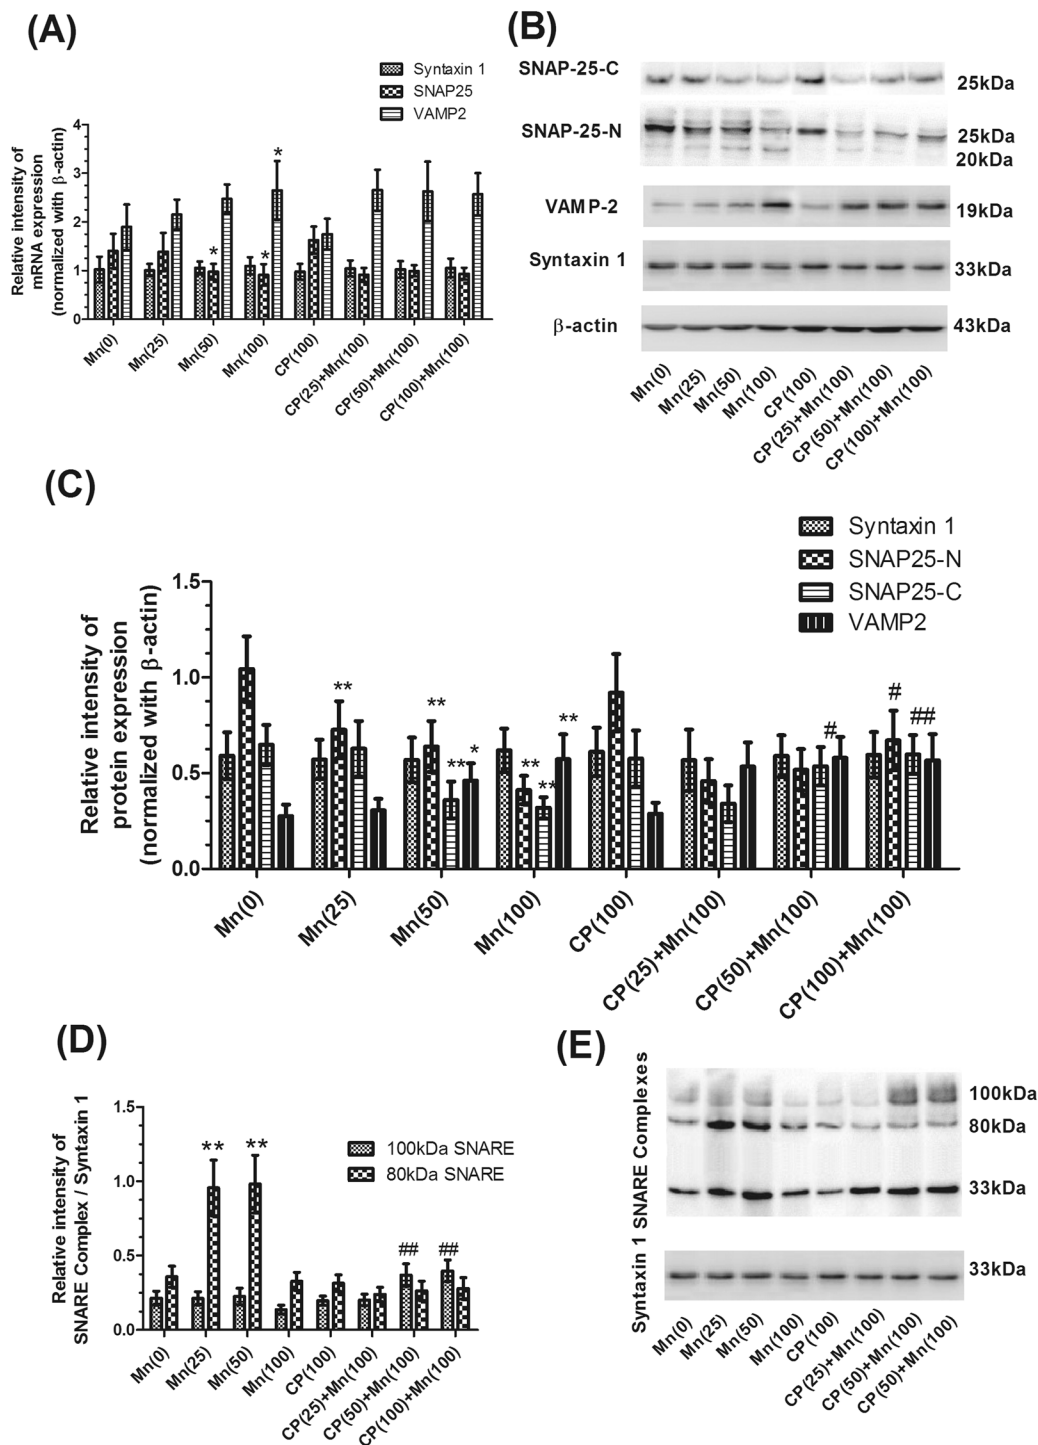 (A)
Syntaxin 1
SNAP25
VAMP2
Relative intensity of
mRNA expression
(normalized with β-actin)
4
3
2
1
0
*
*
*
Mn(0)
Mn(25)
Mn(50)
Mn(100)
CP(100)
CP(25)+Mn(100)
CP(50)+Mn(100)
CP(100)+Mn(100)
(B)
SNAP-25-C
25kDa
SNAP-25-N
25kDa
20kDa
VAMP-2
19kDa
Syntaxin 1
33kDa
β-actin
43kDa
Mn(0)
Mn(25)
Mn(50)
Mn(100)
CP(100)
CP(25)+Mn(100)
CP(50)+Mn(100)
CP(100)+Mn(100)
(C)
Syntaxin 1
SNAP25-N
SNAP25-C
VAMP2
Relative intensity of
protein expression
(normalized with β-actin)
1.5
1.0
0.5
0.0
**
**
**
*
**
**
**
#
#
##
Mn(0)
Mn(25)
Mn(50)
Mn(100)
CP(100)
CP(25)+Mn(100)
CP(50)+Mn(100)
CP(100)+Mn(100)
(D)
Relative intensity of
SNARE Complex / Syntaxin 1
1.5
1.0
0.5
0.0
100kDa SNARE
80kDa SNARE
**
**
##
##
Mn(0)
Mn(25)
Mn(50)
Mn(100)
CP(100)
CP(25)+Mn(100)
CP(50)+Mn(100)
CP(100)+Mn(100)
(E)
Syntaxin 1 SNARE Complexes
100kDa
80kDa
33kDa
33kDa
Mn(0)
Mn(25)
Mn(50)
Mn(100)
CP(100)
CP(25)+Mn(100)
CP(50)+Mn(100)
CP(50)+Mn(100)